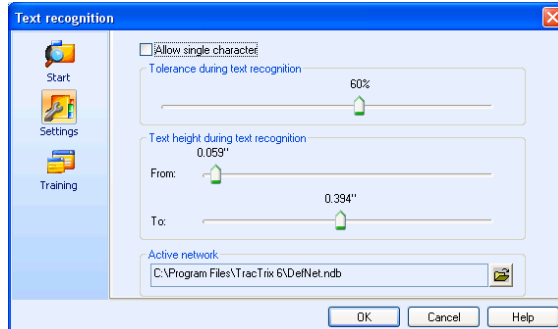 Text recognition
Start
Settings
Training
Allow single character
Tolerance during text recognition
60%
Text height during text recognition
0.059"
From:
0.394"
To:
Active network
C:\Program Files\TracTrix 6\DefNet.ndb
OK Cancel Help